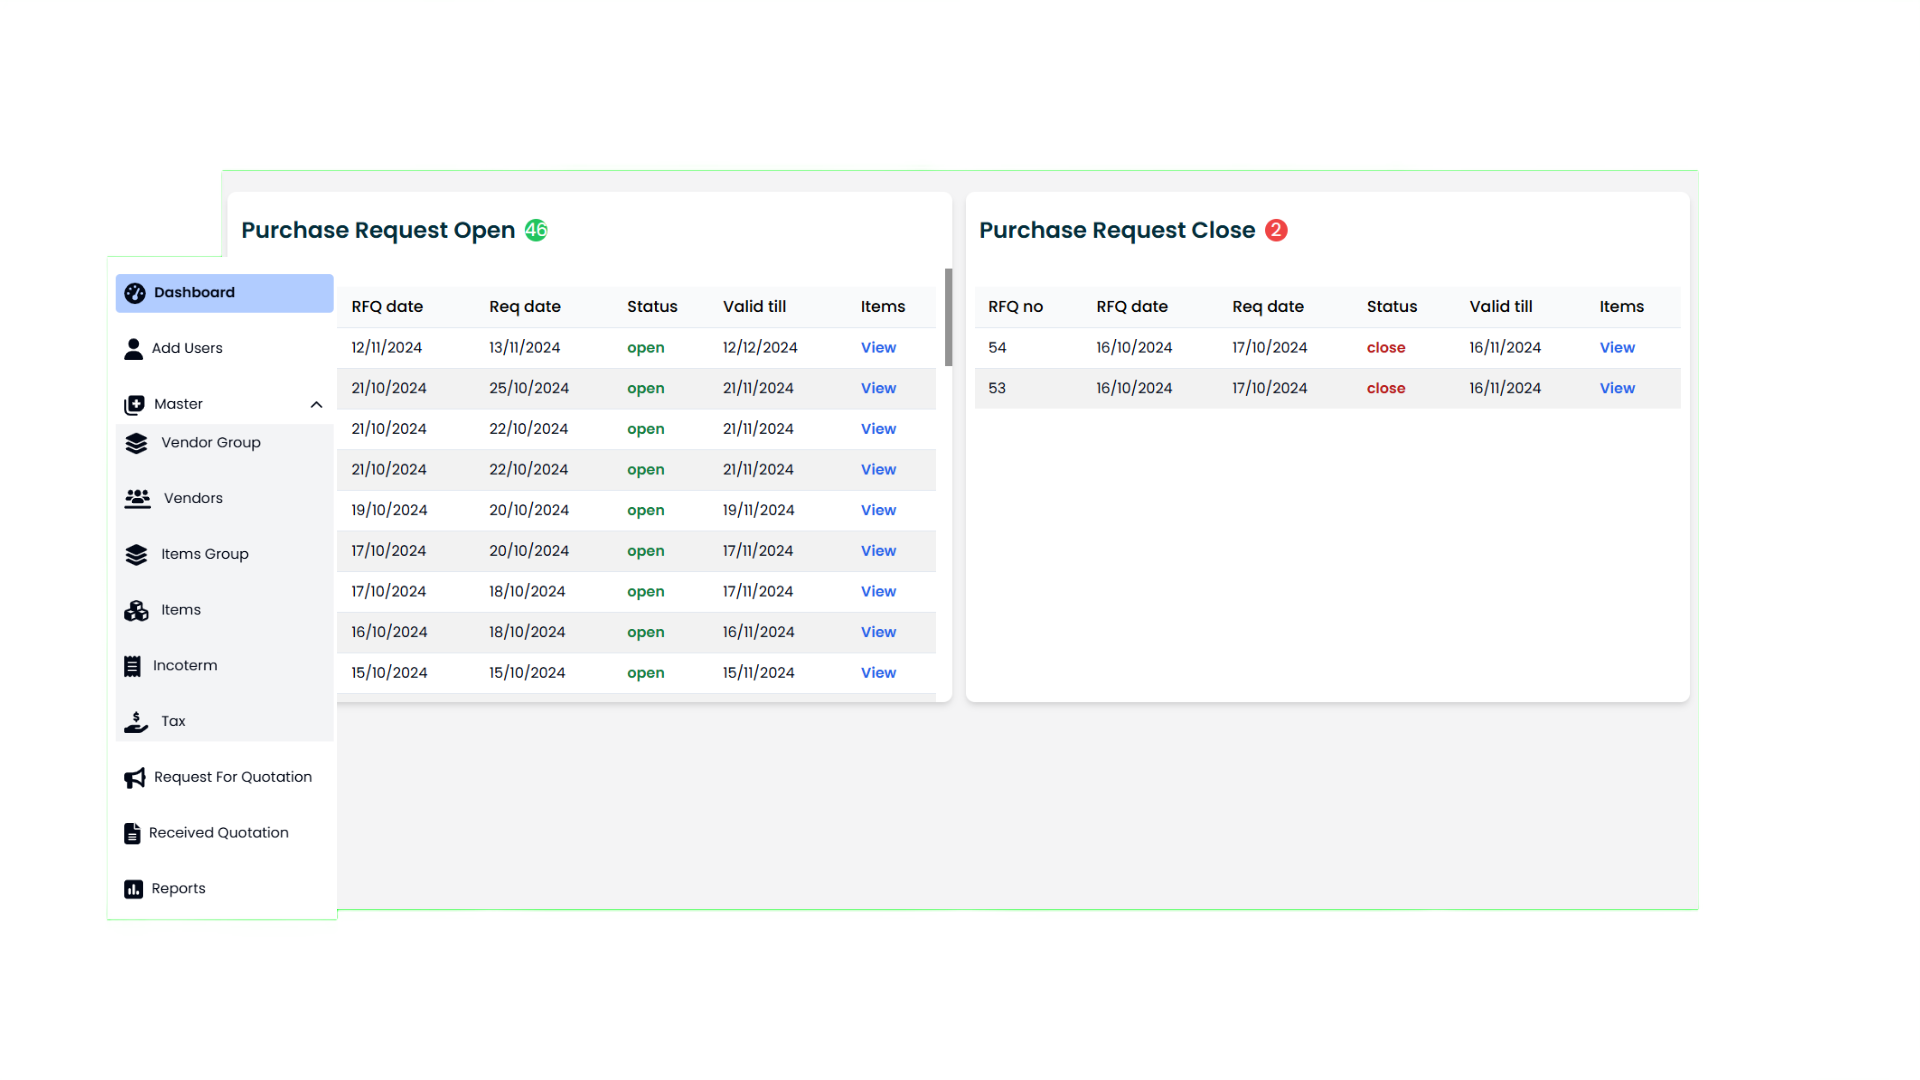 Purchase Request Open 46
Purchase Request Close 2
Dashboard
Add Users
Master
Vendor Group
Vendors
Items Group
Items
Incoterm
Tax
Request For Quotation
Received Quotation
Reports
RFQ date Req date Status Valid till Items
12/11/2024 13/11/2024 open 12/12/2024 View
21/10/2024 25/10/2024 open 21/11/2024 View
21/10/2024 22/10/2024 open 21/11/2024 View
21/10/2024 22/10/2024 open 21/11/2024 View
19/10/2024 20/10/2024 open 19/11/2024 View
17/10/2024 20/10/2024 open 17/11/2024 View
17/10/2024 18/10/2024 open 17/11/2024 View
16/10/2024 18/10/2024 open 16/11/2024 View
15/10/2024 15/10/2024 open 15/11/2024 View
RFQ no RFQ date Req date Status Valid till Items
54 16/10/2024 17/10/2024 close 16/11/2024 View
53 16/10/2024 17/10/2024 close 16/11/2024 View